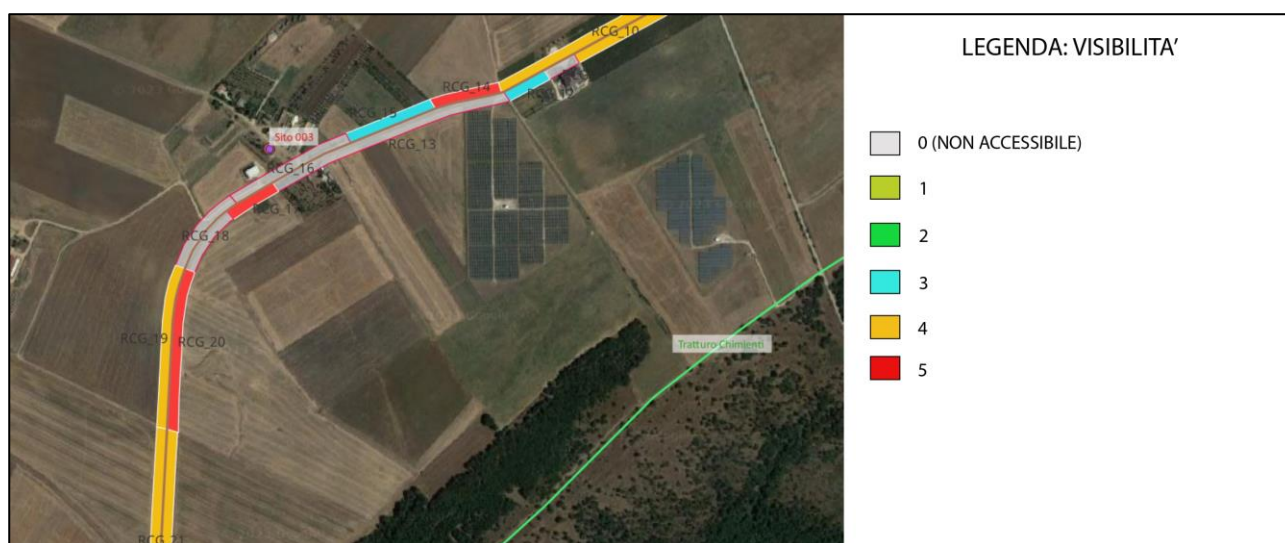 RCG_10
RCG_14
RCG_15
RCG_13
Sito 003
RCG_16
RCG_18
RCG_19
RCG_20
Tratturo Chimienti
RCG_21
LEGENDA: VISIBILITA’
0 (NON ACCESSIBILE)
1
2
3
4
5